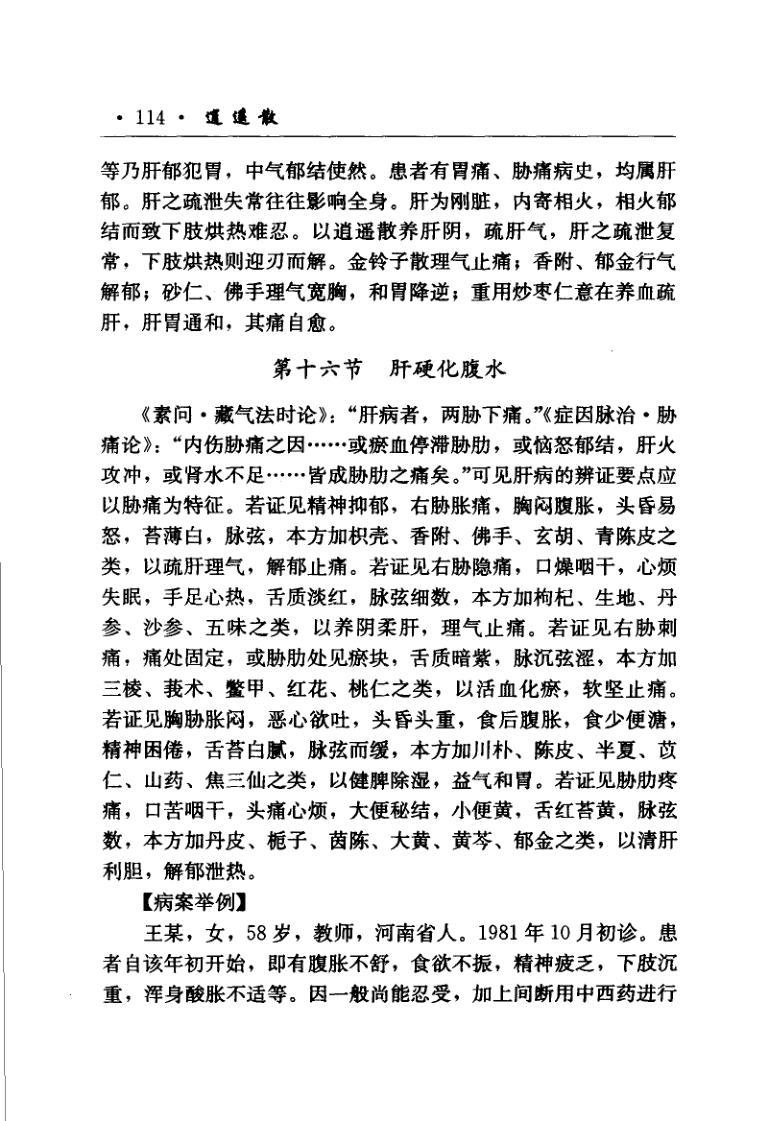 · 114 · 逍遥散
等乃肝郁犯胃，中气郁结使然。患者有胃痛、胁痛病史，均属肝
郁。肝之疏泄失常往往影响全身。肝为刚脏，内寄相火，相火郁
结而致下肢烘热难忍。以逍遥散养肝阴，疏肝气，肝之疏泄复
常，下肢烘热则迎刃而解。金铃子散理气止痛；香附、郁金行气
解郁；砂仁、佛手理气宽胸，和胃降逆；重用炒枣仁意在养血疏
肝，肝胃通和，其痛自愈。
第十六节　肝硬化腹水
《素问·藏气法时论》：“肝病者，两胁下痛。”《症因脉治·胁
痛论》：“内伤胁痛之因……或瘀血停滞胁肋，或恼怒郁结，肝火
攻冲，或肾水不足……皆成胁肋之痛矣。”可见肝病的辨证要点应
以胁痛为特征。若证见精神抑郁，右胁胀痛，胸闷腹胀，头昏易
怒，苔薄白，脉弦，本方加枳壳、香附、佛手、玄胡、青陈皮之
类，以疏肝理气，解郁止痛。若证见右胁隐痛，口燥咽干，心烦
失眠，手足心热，舌质淡红，脉弦细数，本方加枸杞、生地、丹
参、沙参、五味之类，以养阴柔肝，理气止痛。若证见右胁刺
痛，痛处固定，或胁肋处见瘀块，舌质暗紫，脉沉弦涩，本方加
三棱、莪术、鳖甲、红花、桃仁之类，以活血化瘀，软坚止痛。
若证见胸胁胀闷，恶心欲吐，头昏头重，食后腹胀，食少便溏，
精神困倦，舌苔白腻，脉弦而缓，本方加川朴、陈皮、半夏、苡
仁、山药、焦三仙之类，以健脾除湿，益气和胃。若证见胁肋疼
痛，口苦咽干，头痛心烦，大便秘结，小便黄，舌红苔黄，脉弦
数，本方加丹皮、栀子、茵陈、大黄、黄芩、郁金之类，以清肝
利胆，解郁泄热。
【病案举例】
王某，女，58岁，教师，河南省人。1981年10月初诊。患
者自该年初开始，即有腹胀不舒，食欲不振，精神疲乏，下肢沉
重，浑身酸胀不适等。因一般尚能忍受，加上间断用中西药进行